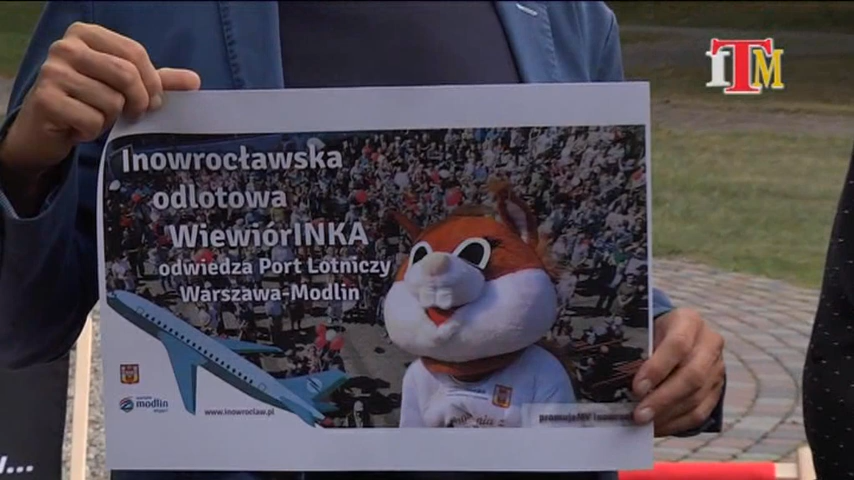 ITM
Inowrocławska
odlotowa
WiewiórINKA
odwiedza Port Lotniczy
Warszawa-Modlin
modlin
www.inowroclaw.pl